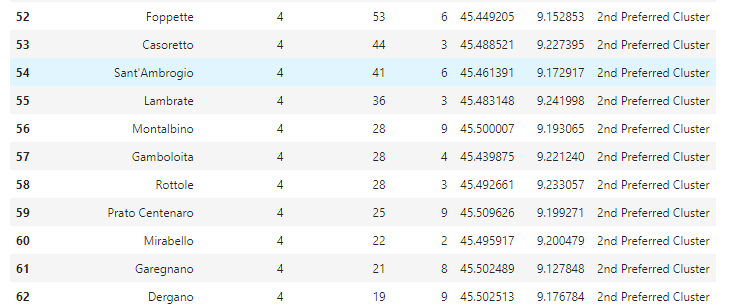 52 Foppette 4 53 6 45.449205 9.152853 2nd Preferred Cluster
53 Casoretto 4 44 3 45.488521 9.227395 2nd Preferred Cluster
54 Sant'Ambrogio 4 41 6 45.461391 9.172917 2nd Preferred Cluster
55 Lambrate 4 36 3 45.483148 9.241998 2nd Preferred Cluster
56 Montalbino 4 28 9 45.500007 9.193065 2nd Preferred Cluster
57 Gamboloita 4 28 4 45.439875 9.221240 2nd Preferred Cluster
58 Rottole 4 28 3 45.492661 9.233057 2nd Preferred Cluster
59 Prato Centenaro 4 25 9 45.509626 9.199271 2nd Preferred Cluster
60 Mirabello 4 22 2 45.495917 9.200479 2nd Preferred Cluster
61 Garegnano 4 21 8 45.502489 9.127848 2nd Preferred Cluster
62 Dergano 4 19 9 45.502513 9.176784 2nd Preferred Cluster